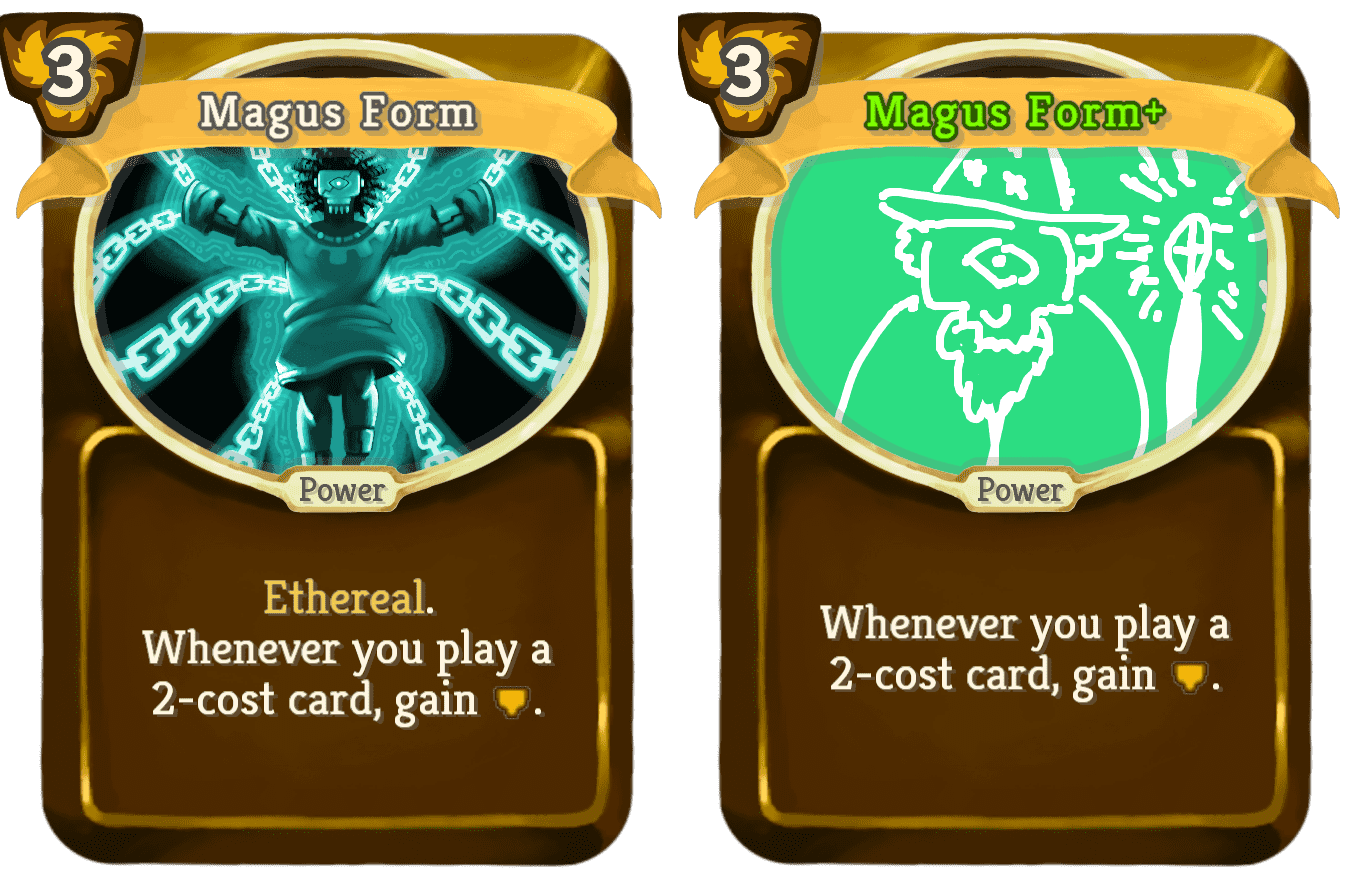 3
Magus Form
Power
Ethereal.
Whenever you play a
2-cost card, gain .
3
Magus Form+
Power
Whenever you play a
2-cost card, gain .